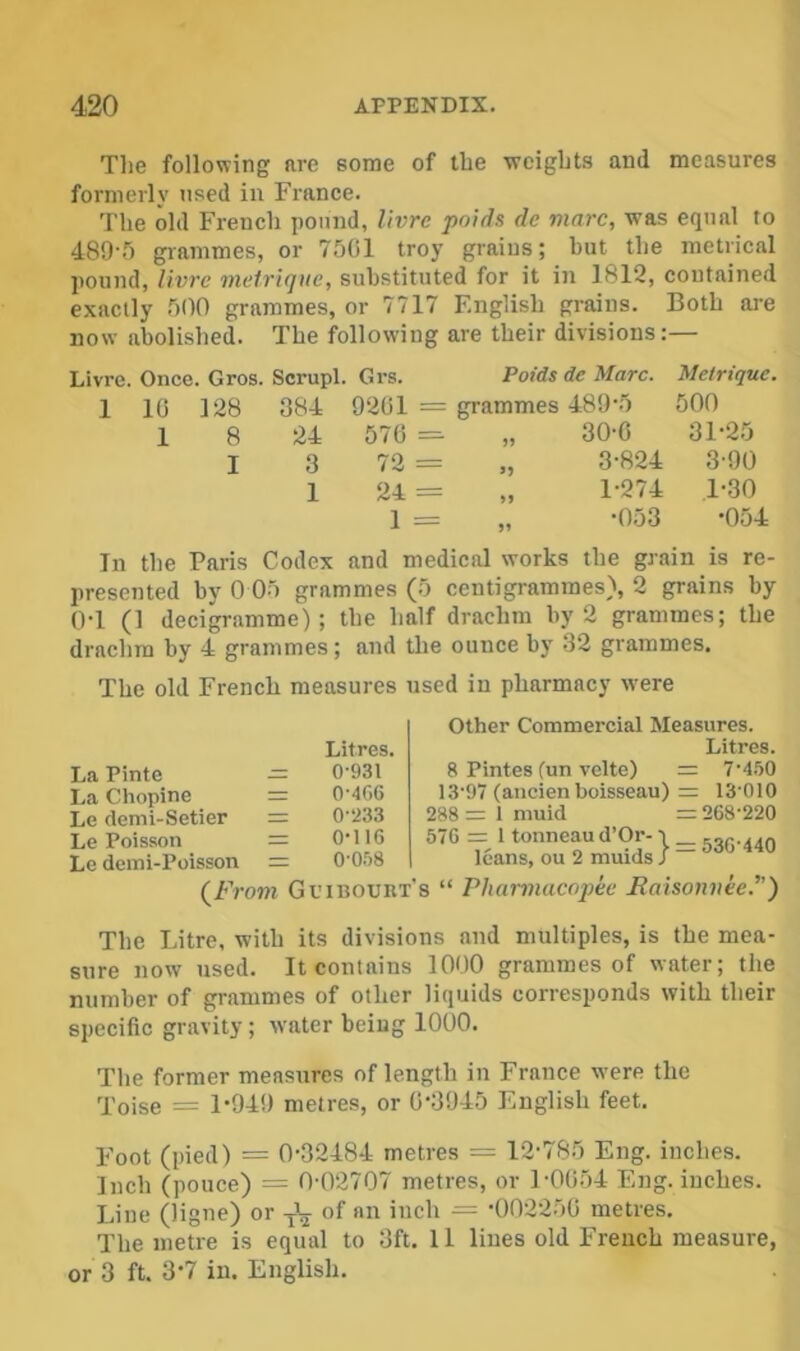 420 APPENDIX.
The following are some of the weights and measures
formerly used in France.
The old French pound, livre poids de marc, was equal to
489·5 grammes, or 7561 troy grains; but the metrical
pound, livre metrique, substituted for it in 1812, contained
exactly 500 grammes, or 7717 English grains. Both are
now abolished. The following are their divisions:—
Livre. Once. Gros. Scrupl. Grs. Poids de Marc. Metrique.
1 16 128 384 9261 = grammes 489·5 500
1 8 24 576 = „ 30·6 31·25
1 3 72 = „ 3·824 3·90
1 24 = „ 1·274 1·30
1 = „ ·053 ·054
In the Paris Codex and medical works the grain is re-
presented by 0·05 grammes (5 centigrammes), 2 grains by
0·1 (1 decigramme); the half drachm by 2 grammes; the
drachm by 4 grammes; and the ounce by 32 grammes.
The old French measures used in pharmacy were
Litres.
La Pinte = 0·931
La Chopine = 0·466
Le demi-Setier = 0·233
Le Poisson = 0·116
Le demi-Poisson = 0·058
Other Commercial Measures.
Litres.
8 Pintes (un velte) = 7·450
13·97 (ancien boisseau) = 13·010
288 = 1 muid = 268·220
576 = 1 tonneau d'Or- } = 536·440
leans, ou 2 muids }
(From Guibourt's “Pharmacopée Raisonnée.”)
The Litre, with its divisions and multiples, is the mea-
sure now used. It contains 1000 grammes of water; the
number of grammes of other liquids corresponds with their
specific gravity; water being 1000.
The former measures of length in France were the
Toise = 1·949 metres, or 6·3945 English feet.
Foot (pied) = 0·32484 metres = 12·785 Eng. inches.
Inch (pouce) = 0·02707 metres, or 1·0654 Eng. inches.
Line (ligne) or 1/12 of an inch = ·002256 metres.
The metre is equal to 3ft. 11 lines old French measure,
or 3 ft. 3·7 in. English.